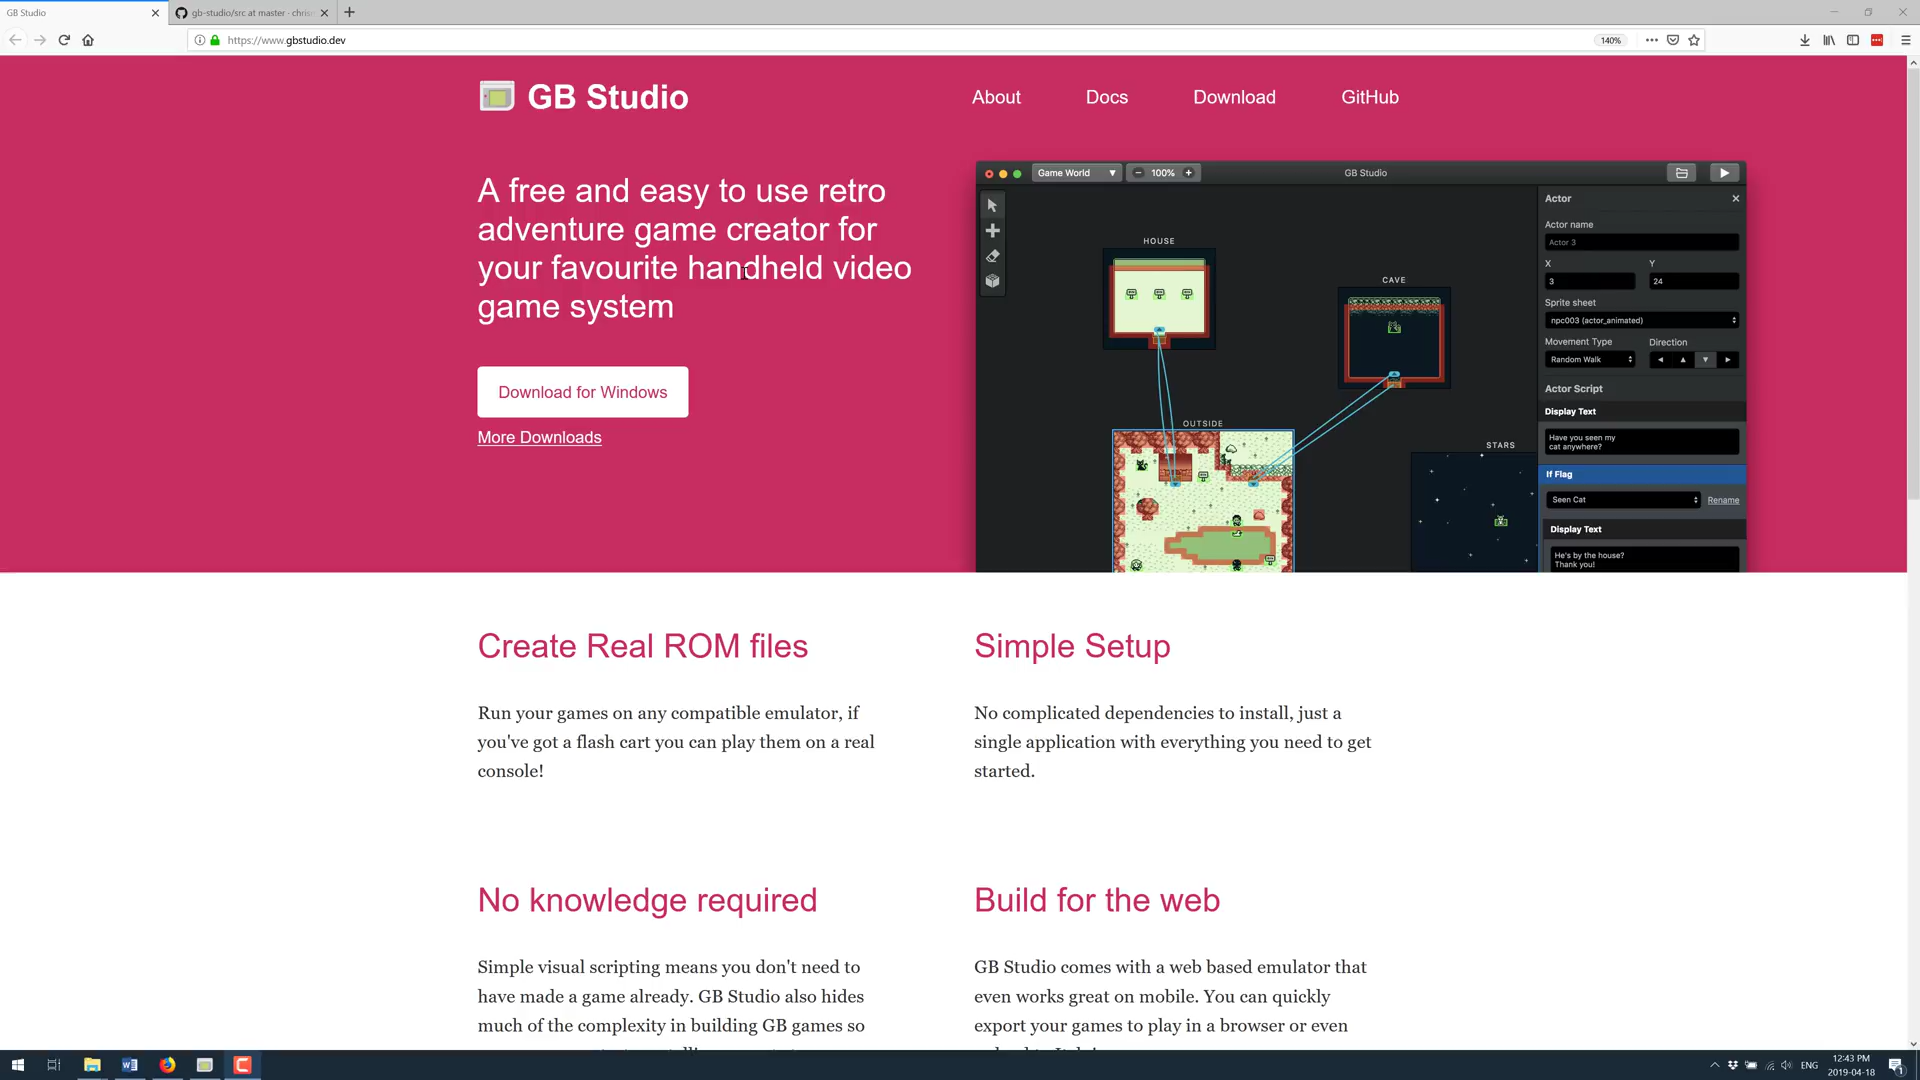 GB Studio
gb-studio/src at master · chris
https://www.gbstudio.dev
140%
GB Studio
About
Docs
Download
GitHub
A free and easy to use retro
adventure game creator for
your favourite handheld video
game system
Download for Windows
More Downloads
Game World
100%
GB Studio
HOUSE
CAVE
OUTSIDE
STARS
Actor
Actor name
Actor 3
X
Y
3
24
Sprite sheet
npc003 (actor_animated)
Movement Type
Direction
Random Walk
Actor Script
Display Text
Have you seen my
cat anywhere?
If Flag
Seen Cat
Rename
Display Text
He's by the house?
Thank you!
Create Real ROM files
Run your games on any compatible emulator, if
you've got a flash cart you can play them on a real
console!
Simple Setup
No complicated dependencies to install, just a
single application with everything you need to get
started.
No knowledge required
Simple visual scripting means you don't need to
have made a game already. GB Studio also hides
much of the complexity in building GB games so
Build for the web
GB Studio comes with a web based emulator that
even works great on mobile. You can quickly
export your games to play in a browser or even
ENG
12:43 PM
2019-04-18